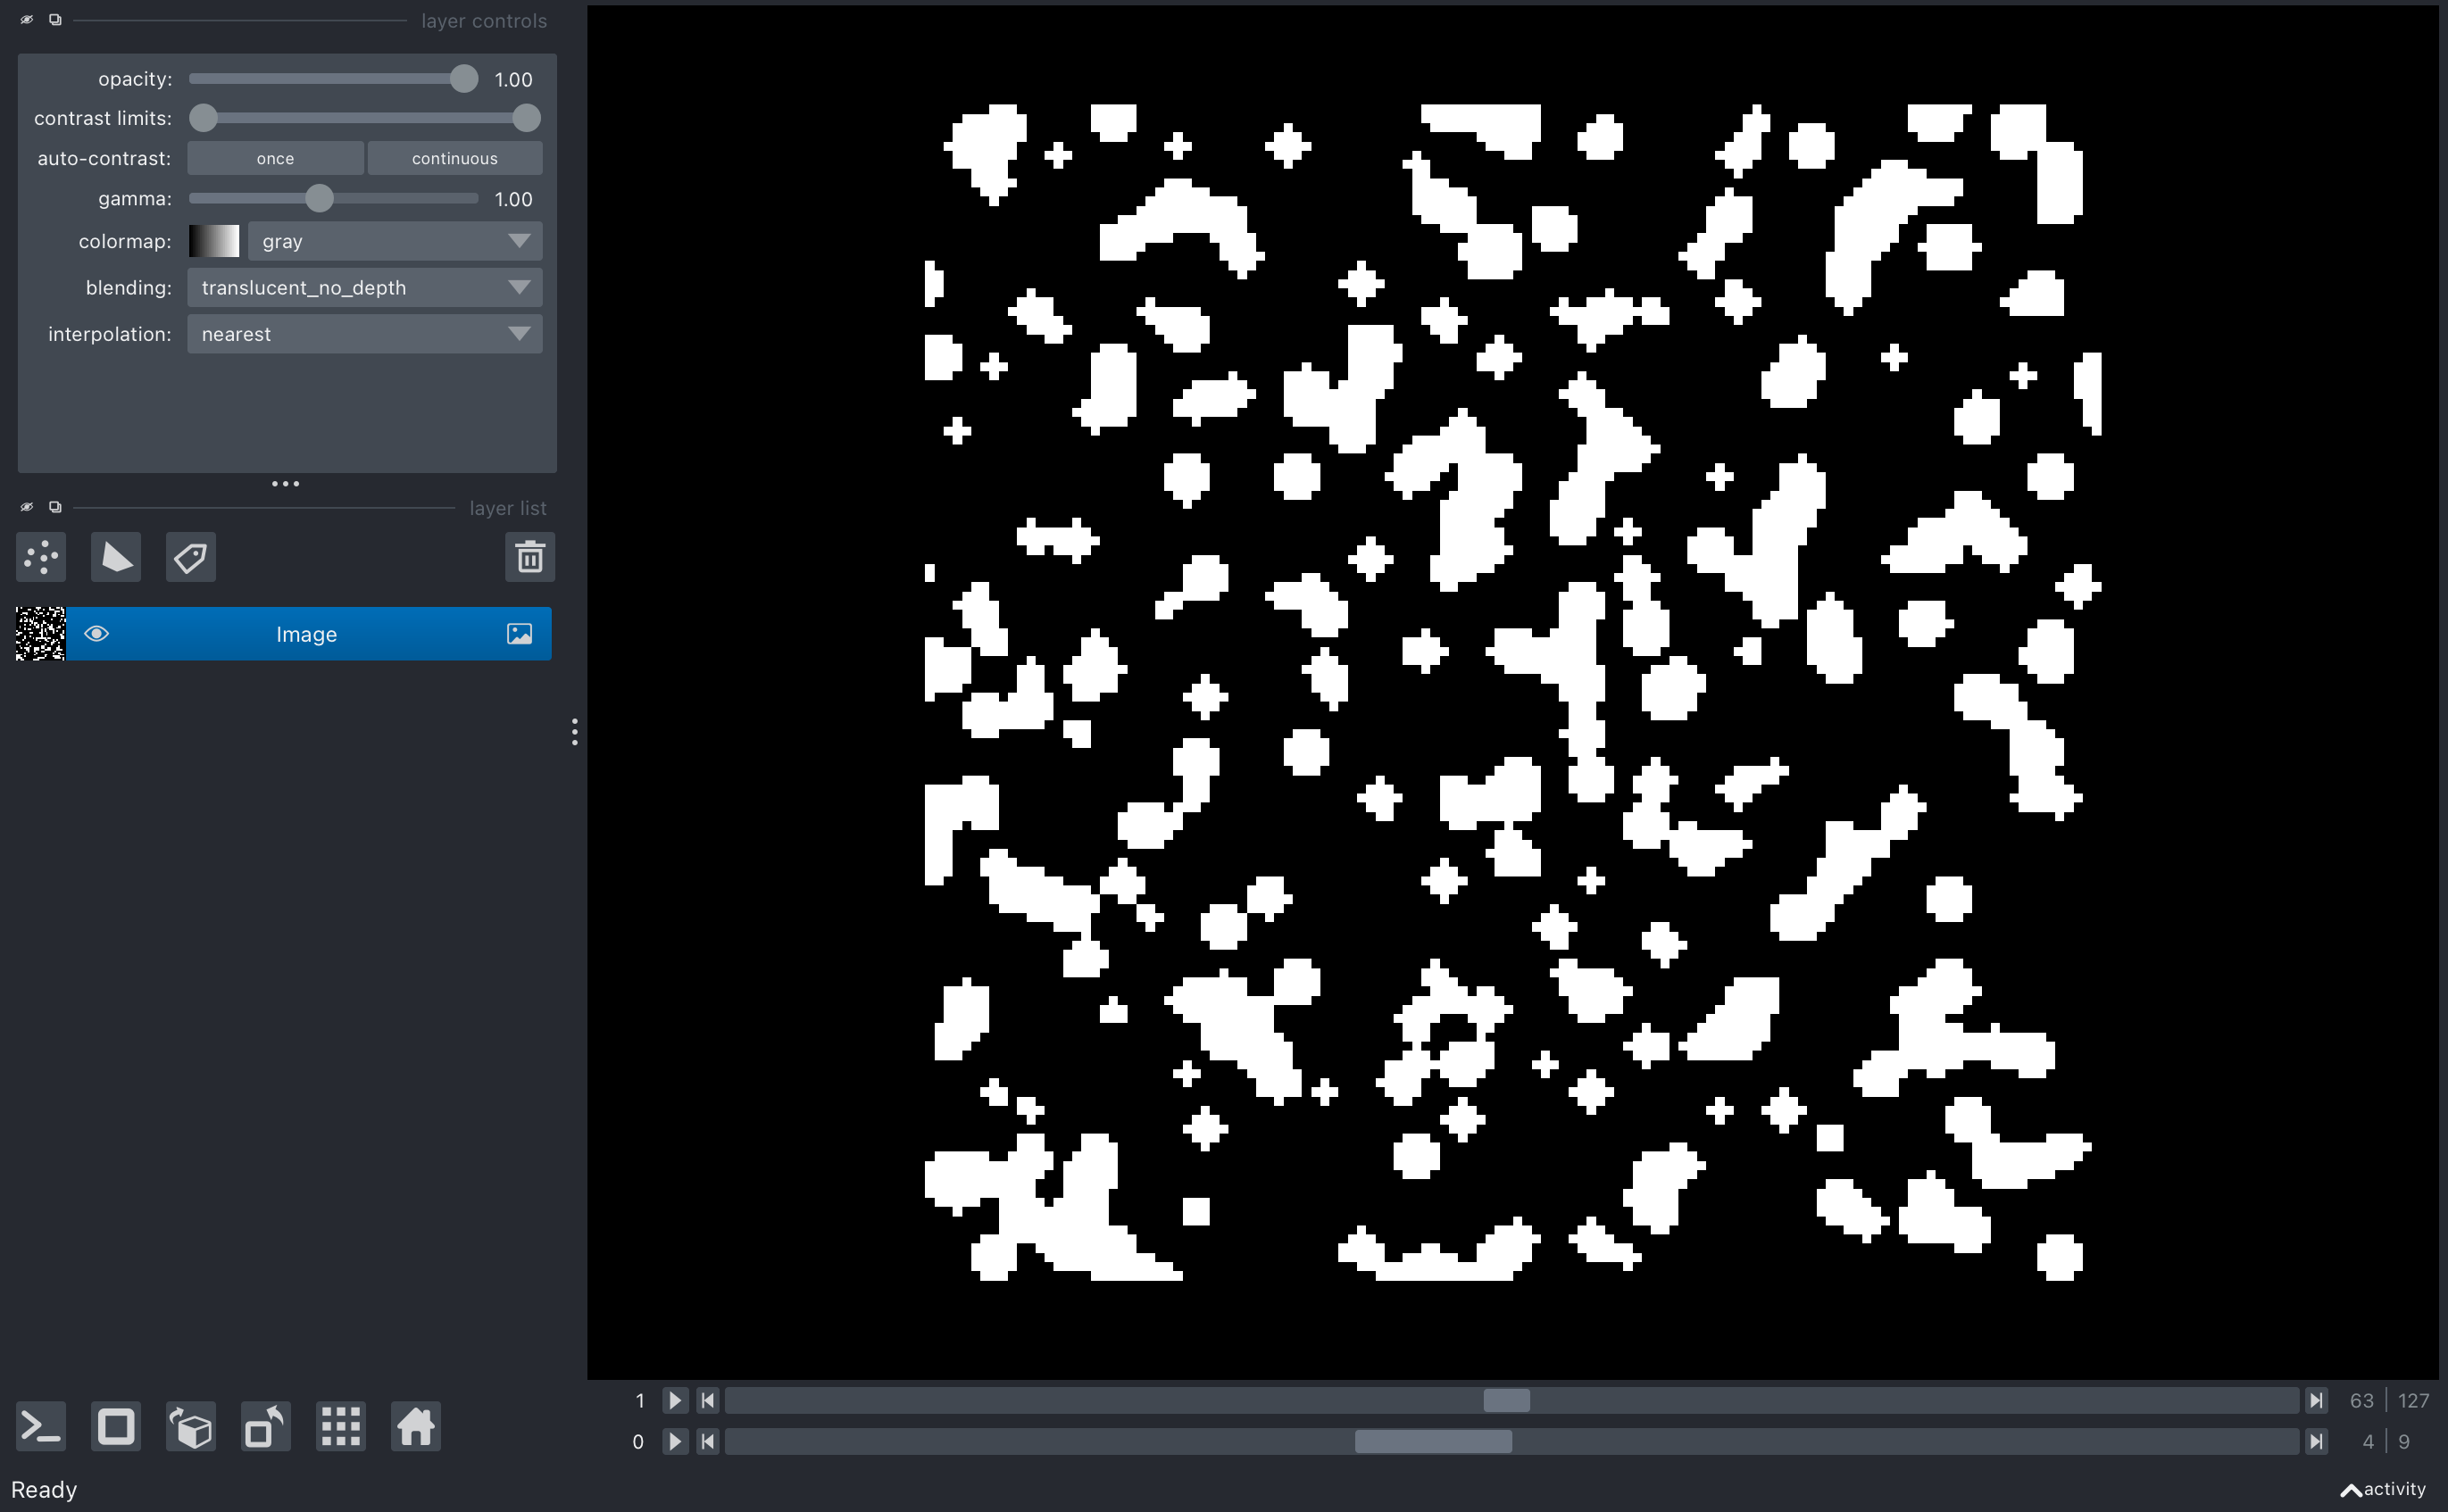 layer controls
opacity: 1.00
contrast limits:
auto-contrast: once continuous
gamma: 1.00
colormap: gray
blending: translucent_no_depth
interpolation: nearest
layer list
Image
1 63 127
0 4 9
Ready activity